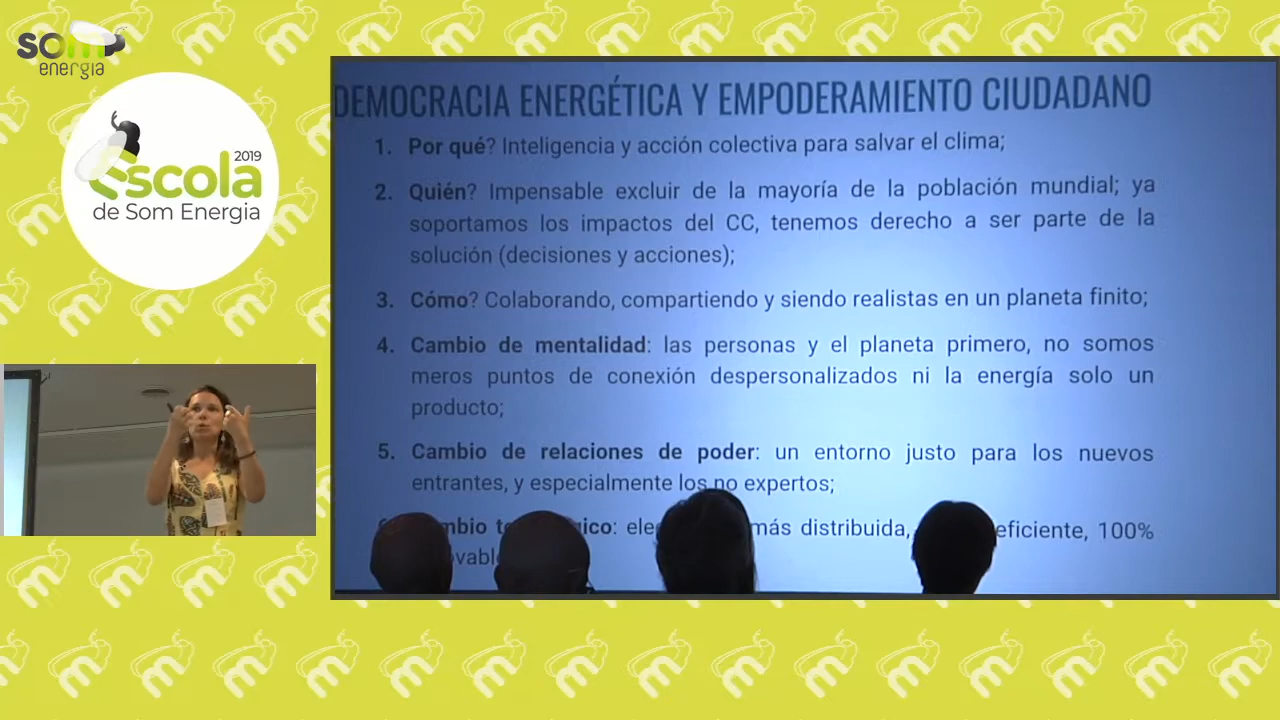 som
energia
2019
escola
de Som Energia
DEMOCRACIA ENERGÉTICA Y EMPODERAMIENTO CIUDADANO
1. Por qué? Inteligencia y acción colectiva para salvar el clima;
2. Quién? Impensable excluir de la mayoría de la población mundial; ya
soportamos los impactos del CC, tenemos derecho a ser parte de la
solución (decisiones y acciones);
3. Cómo? Colaborando, compartiendo y siendo realistas en un planeta finito;
4. Cambio de mentalidad: las personas y el planeta primero, no somos
meros puntos de conexión despersonalizados ni la energía solo un
producto;
5. Cambio de relaciones de poder: un entorno justo para los nuevos
entrantes, y especialmente los no expertos;
más distribuida, eficiente, 100%